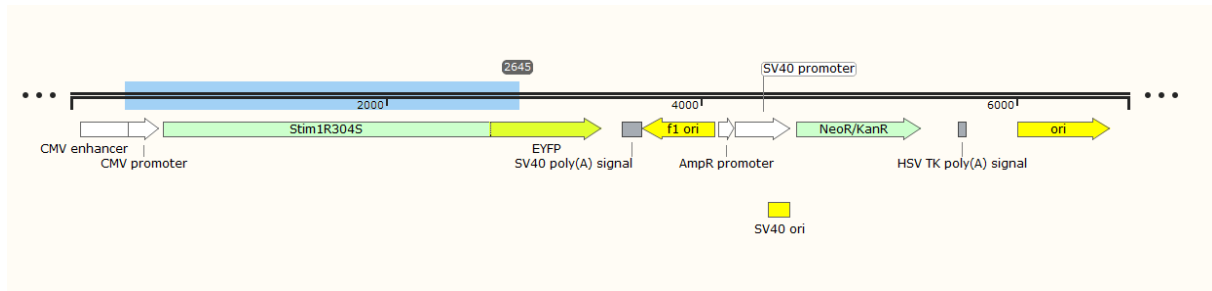 2645
SV40 promoter
2000
4000
6000
Stim1R304S
f1 ori
NeoR/KanR
ori
CMV enhancer
CMV promoter
EYFP
SV40 poly(A) signal
AmpR promoter
HSV TK poly(A) signal
SV40 ori